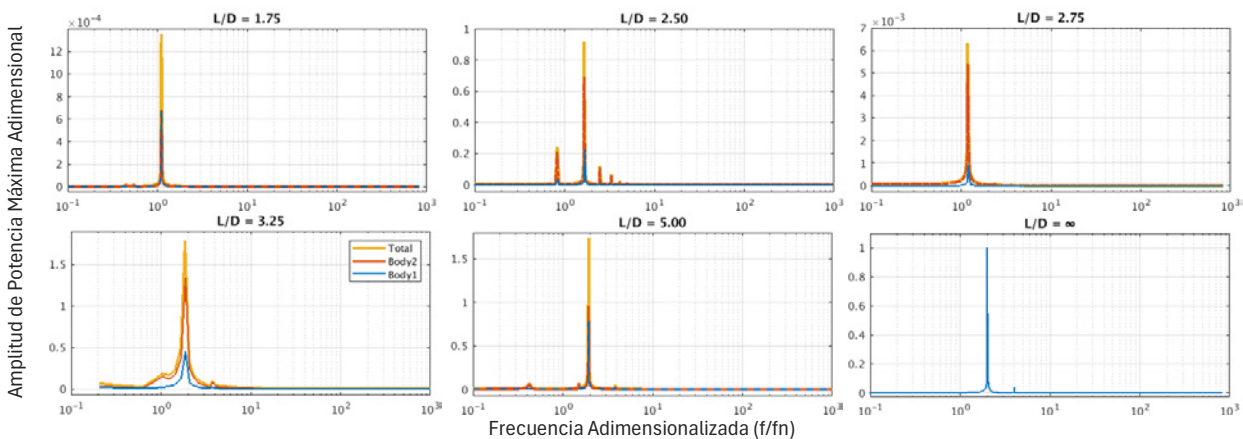 Amplitud de Potencia Máxima Adimensional
L/D = 1.75
×10⁻⁴
12
10
8
6
4
2
0
10⁻¹ 10⁰ 10¹ 10² 10³
L/D = 2.50
1
0.8
0.6
0.4
0.2
0
10⁻¹ 10⁰ 10¹ 10² 10³
L/D = 2.75
×10⁻³
7
6
5
4
3
2
1
0
10⁻¹ 10⁰ 10¹ 10² 10³
L/D = 3.25
1.5
1
0.5
0
10⁻¹ 10⁰ 10¹ 10² 10³
Total
Body2
Body1
L/D = 5.00
1.5
1
0.5
0
10⁻¹ 10⁰ 10¹ 10² 10³
L/D = ∞
1
0.8
0.6
0.4
0.2
0
10⁻¹ 10⁰ 10¹ 10² 10³
Frecuencia Adimensionalizada (f/fn)